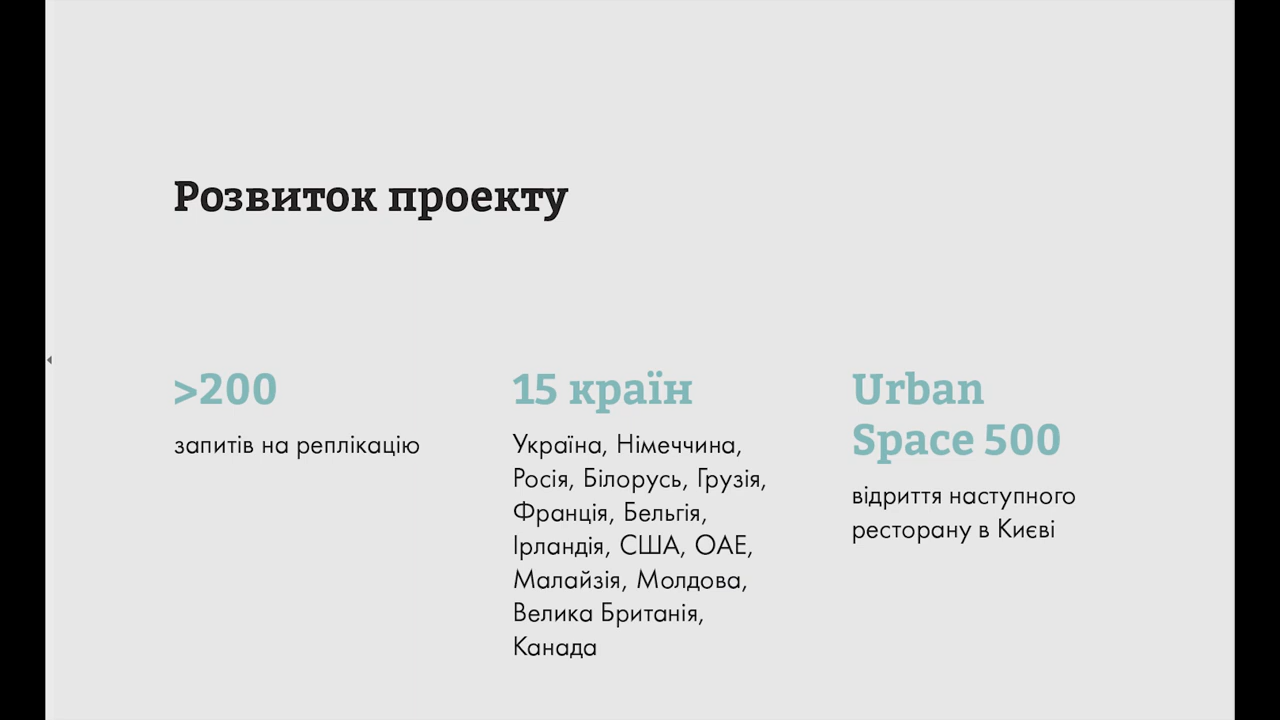 Розвиток проекту
>200
запитів на реплікацію
15 країн
Україна, Німеччина,
Росія, Білорусь, Грузія,
Франція, Бельгія,
Ірландія, США, ОАЕ,
Малайзія, Молдова,
Велика Британія,
Канада
Urban
Space 500
відриття наступного
ресторану в Києві